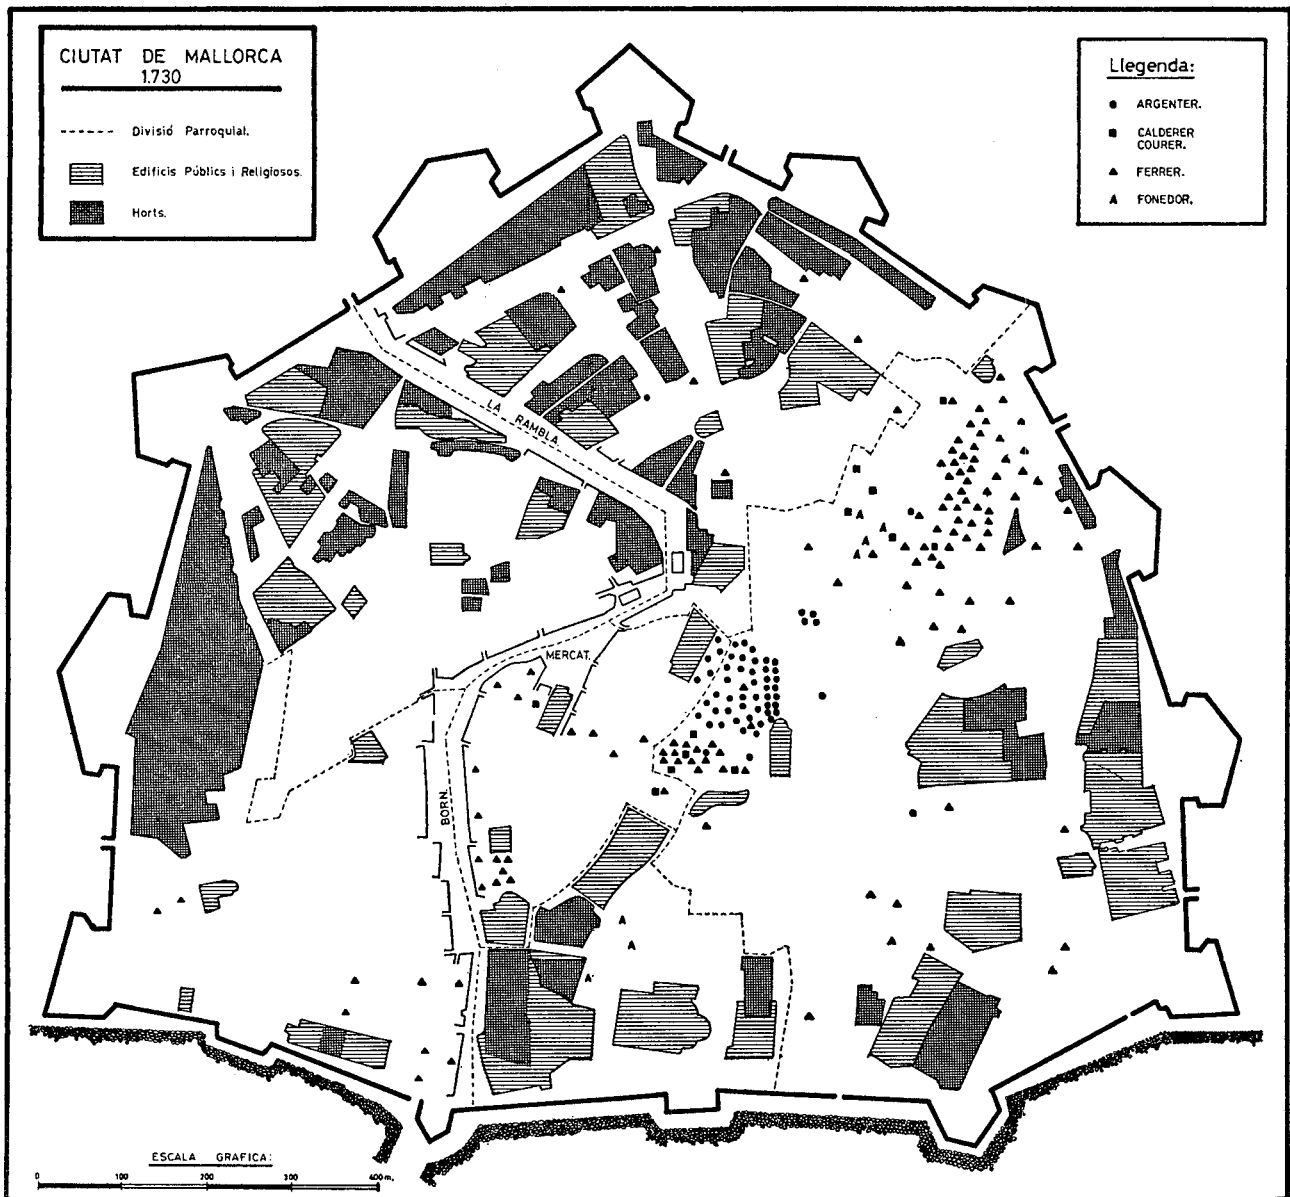 CIUTAT DE MALLORCA
1.730
Divisió Parroquial.
Edificis Públics i Religiosos.
Horts.
Llegenda:
ARGENTER.
CALDERER
COURER.
FERRER.
A FONEDOR.
LA RAMBLA.
MERCAT.
BORN.
ESCALA GRAFICA:
0 100 200 300 400 m.